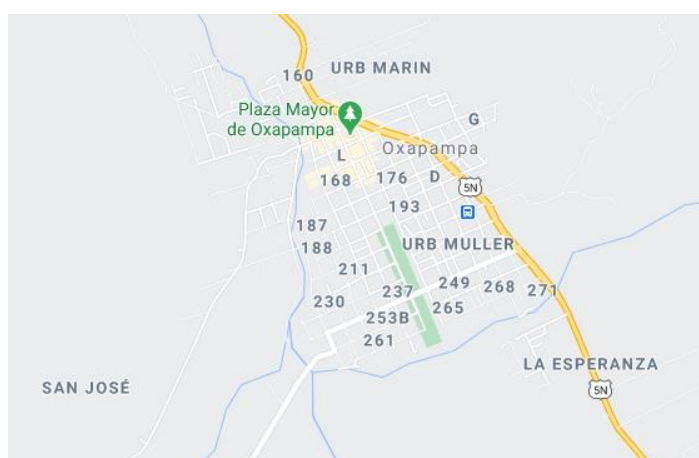 160
URB MARIN
Plaza Mayor
de Oxapampa
G
L
Oxapampa
168
176
D
5N
193
187
188
URB MULLER
211
237
249
268
271
230
253B
265
261
LA ESPERANZA
SAN JOSÉ
5N